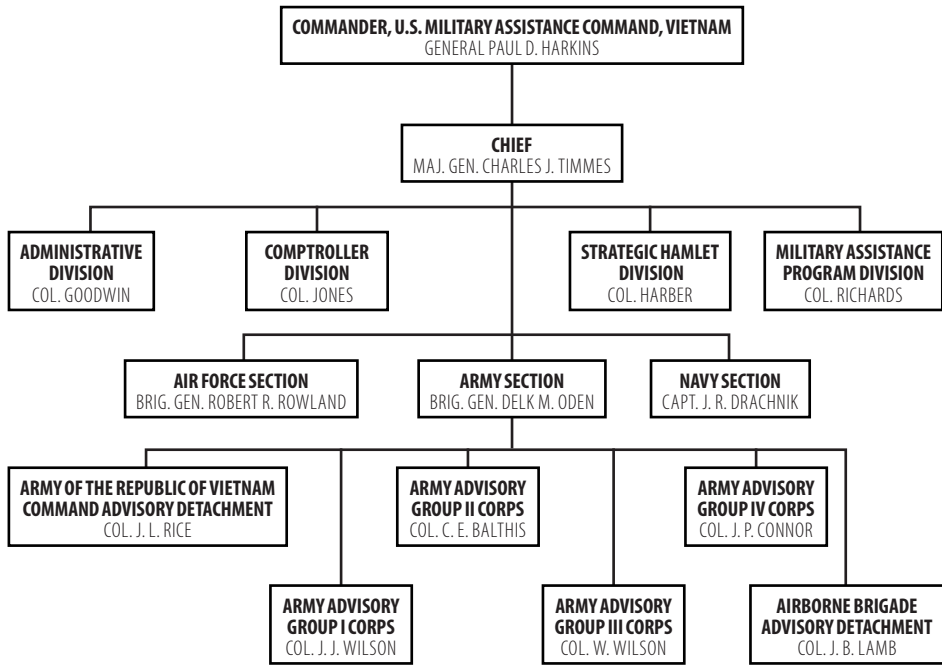 COMMANDER, U.S. MILITARY ASSISTANCE COMMAND, VIETNAM
GENERAL PAUL D. HARKINS
CHIEF
MAJ. GEN. CHARLES J. TIMMES
ADMINISTRATIVE
DIVISION
COL. GOODWIN
COMPTROLLER
DIVISION
COL. JONES
STRATEGIC HAMLET
DIVISION
COL. HARBER
MILITARY ASSISTANCE
PROGRAM DIVISION
COL. RICHARDS
AIR FORCE SECTION
BRIG. GEN. ROBERT R. ROWLAND
ARMY SECTION
BRIG. GEN. DELK M. ODEN
NAVY SECTION
CAPT. J. R. DRACHNIK
ARMY OF THE REPUBLIC OF VIETNAM
COMMAND ADVISORY DETACHMENT
COL. J. L. RICE
ARMY ADVISORY
GROUP II CORPS
COL. C. E. BALTHIS
ARMY ADVISORY
GROUP IV CORPS
COL. J. P. CONNOR
ARMY ADVISORY
GROUP I CORPS
COL. J. J. WILSON
ARMY ADVISORY
GROUP III CORPS
COL. W. WILSON
AIRBORNE BRIGADE
ADVISORY DETACHMENT
COL. J. B. LAMB